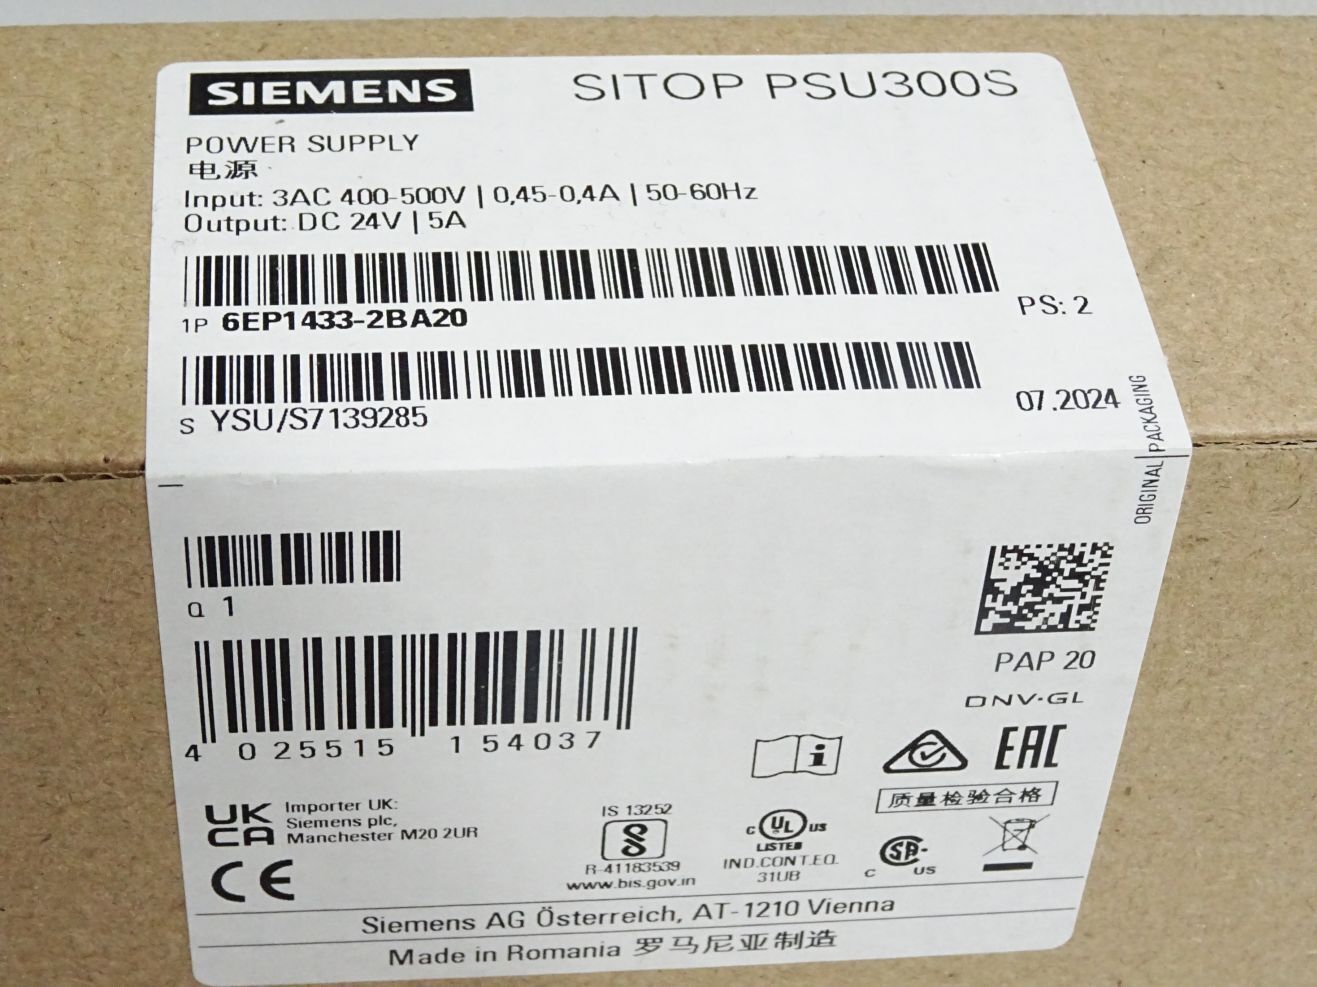 SIEMENS SITOP PSU300S
POWER SUPPLY
电源
Input: 3AC 400-500V | 0,45-0,4A | 50-60Hz
Output: DC 24V | 5A
1P 6EP1433-2BA20
PS: 2
S YSU/S7139285
07.2024
ORIGINAL PACKAGING
Q 1
PAP 20
DNV·GL
4 025515 154037
i
EAC
质量检验合格
UK
CA
Importer UK:
Siemens plc,
Manchester M20 2UR
CE
IS 13252
R-41183539
www.bis.gov.in
C UL US
LISTED
IND.CONT.EQ.
31UB
C SA US
Siemens AG Österreich, AT-1210 Vienna
Made in Romania 罗马尼亚制造